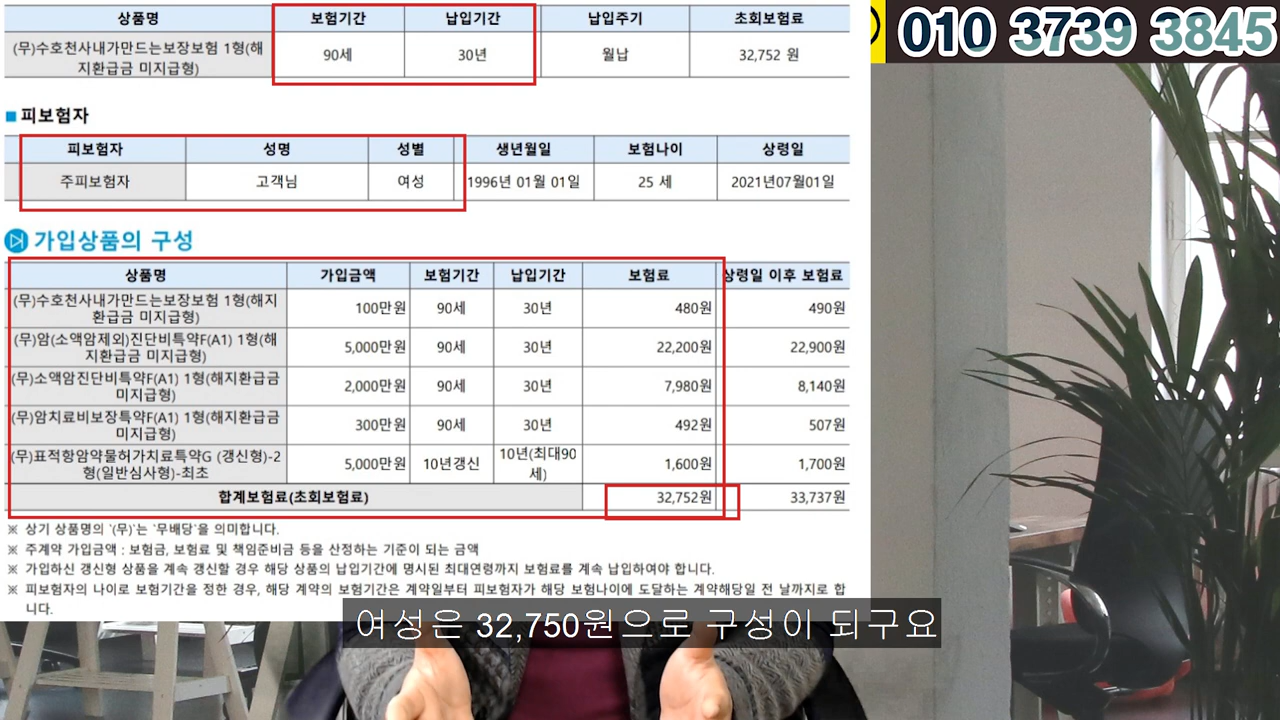 010 3739 3845
상품명 보험기간 납입기간 납입주기 초회보험료
(무)수호천사내가만드는보장보험 1형(해
지환급금 미지급형) 90세 30년 월납 32,752 원
■ 피보험자
피보험자 성명 성별 생년월일 보험나이 상령일
주피보험자 고객님 여성 1996년 01월 01일 25 세 2021년07월01일
가입상품의 구성
상품명 가입금액 보험기간 납입기간 보험료 상령일 이후 보험료
(무)수호천사내가만드는보장보험 1형(해지
환급금 미지급형) 100만원 90세 30년 480원 490원
(무)암(소액암제외)진단비특약F(A1) 1형(해
지환급금 미지급형) 5,000만원 90세 30년 22,200원 22,900원
(무)소액암진단비특약F(A1) 1형(해지환급금
미지급형) 2,000만원 90세 30년 7,980원 8,140원
(무)암치료비보장특약F(A1) 1형(해지환급금
미지급형) 300만원 90세 30년 492원 507원
(무)표적항암약물허가치료특약G (갱신형)-2
형(일반심사형)-최초 5,000만원 10년갱신 10년(최대90
세) 1,600원 1,700원
합계보험료(초회보험료) 32,752원 33,737원
※ 상기 상품명의 '(무)'는 '무배당'을 의미합니다.
※ 주계약 가입금액 : 보험금, 보험료 및 책임준비금 등을 산정하는 기준이 되는 금액
※ 가입하신 갱신형 상품을 계속 갱신할 경우 해당 상품의 납입기간에 명시된 최대연령까지 보험료를 계속 납입하여야 합니다.
※ 피보험자의 나이로 보험기간을 정한 경우, 해당 계약의 보험기간은 계약일부터 피보험자가 해당 보험나이에 도달하는 계약해당일 전 날까지로 합
니다.
여성은 32,750원으로 구성이 되구요